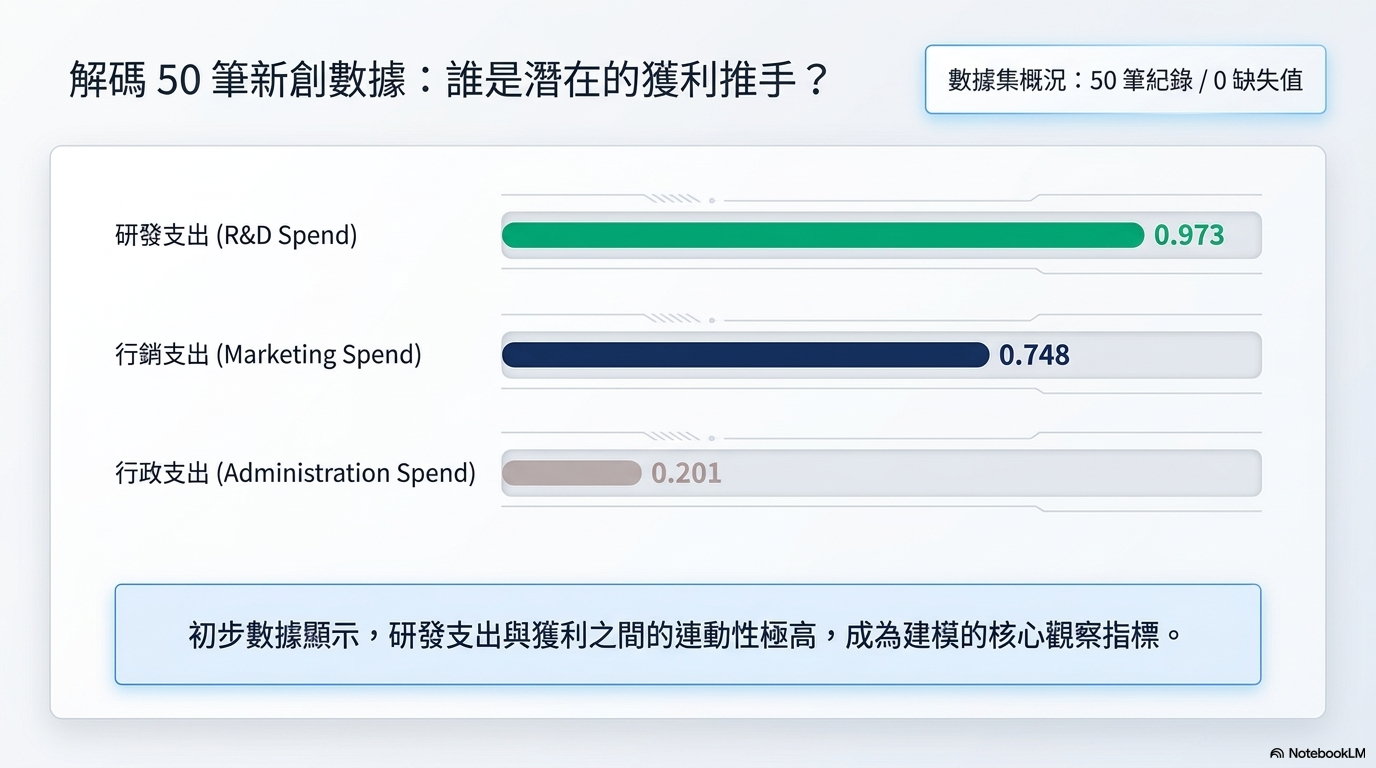 解碼 50 筆新創數據：誰是潛在的獲利推手？
數據集概況：50 筆紀錄 / 0 缺失值
研發支出 (R&D Spend)
0.973
行銷支出 (Marketing Spend)
0.748
行政支出 (Administration Spend)
0.201
初步數據顯示，研發支出與獲利之間的連動性極高，成為建模的核心觀察指標。
NotebookLM